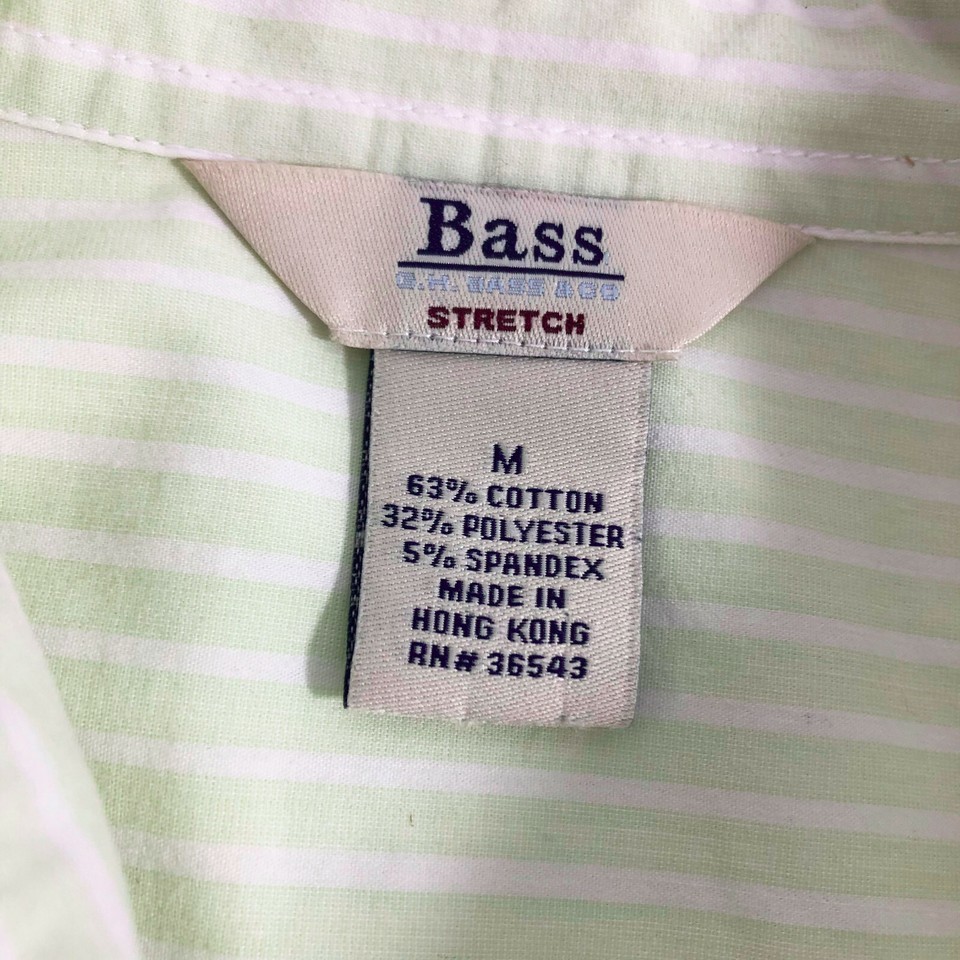 Bass
G.H. BASS & CO
STRETCH
M
63% COTTON
32% POLYESTER
5% SPANDEX
MADE IN
HONG KONG
RN# 36543